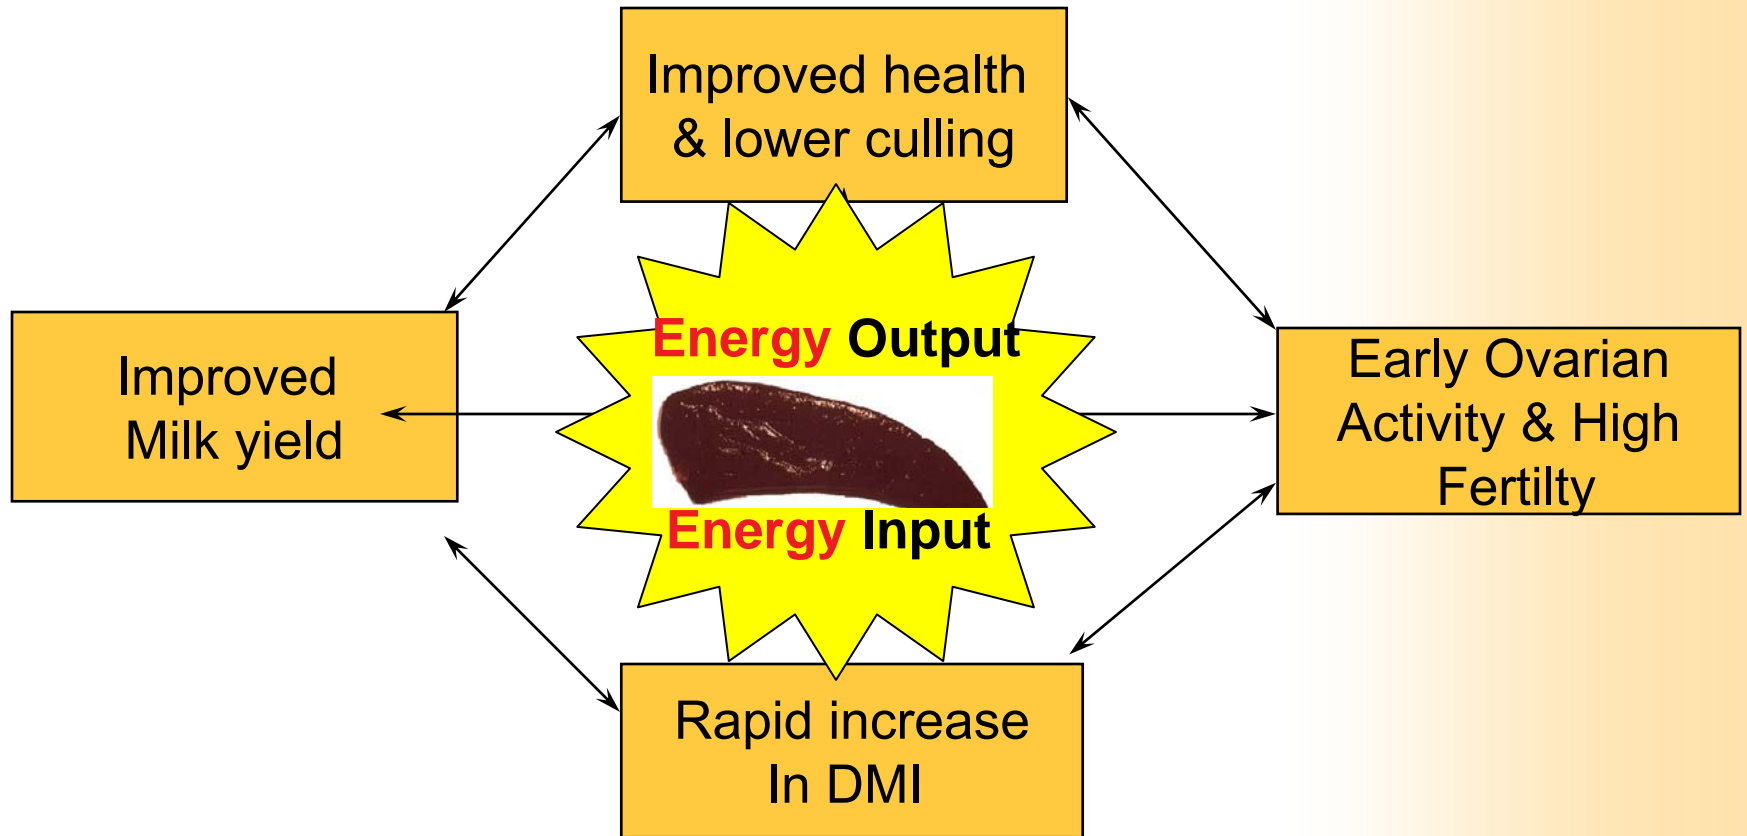 Improved health
& lower culling
Energy Output
Improved
Milk yield
Early Ovarian
Activity & High
Fertilty
Energy Input
Rapid increase
In DMI